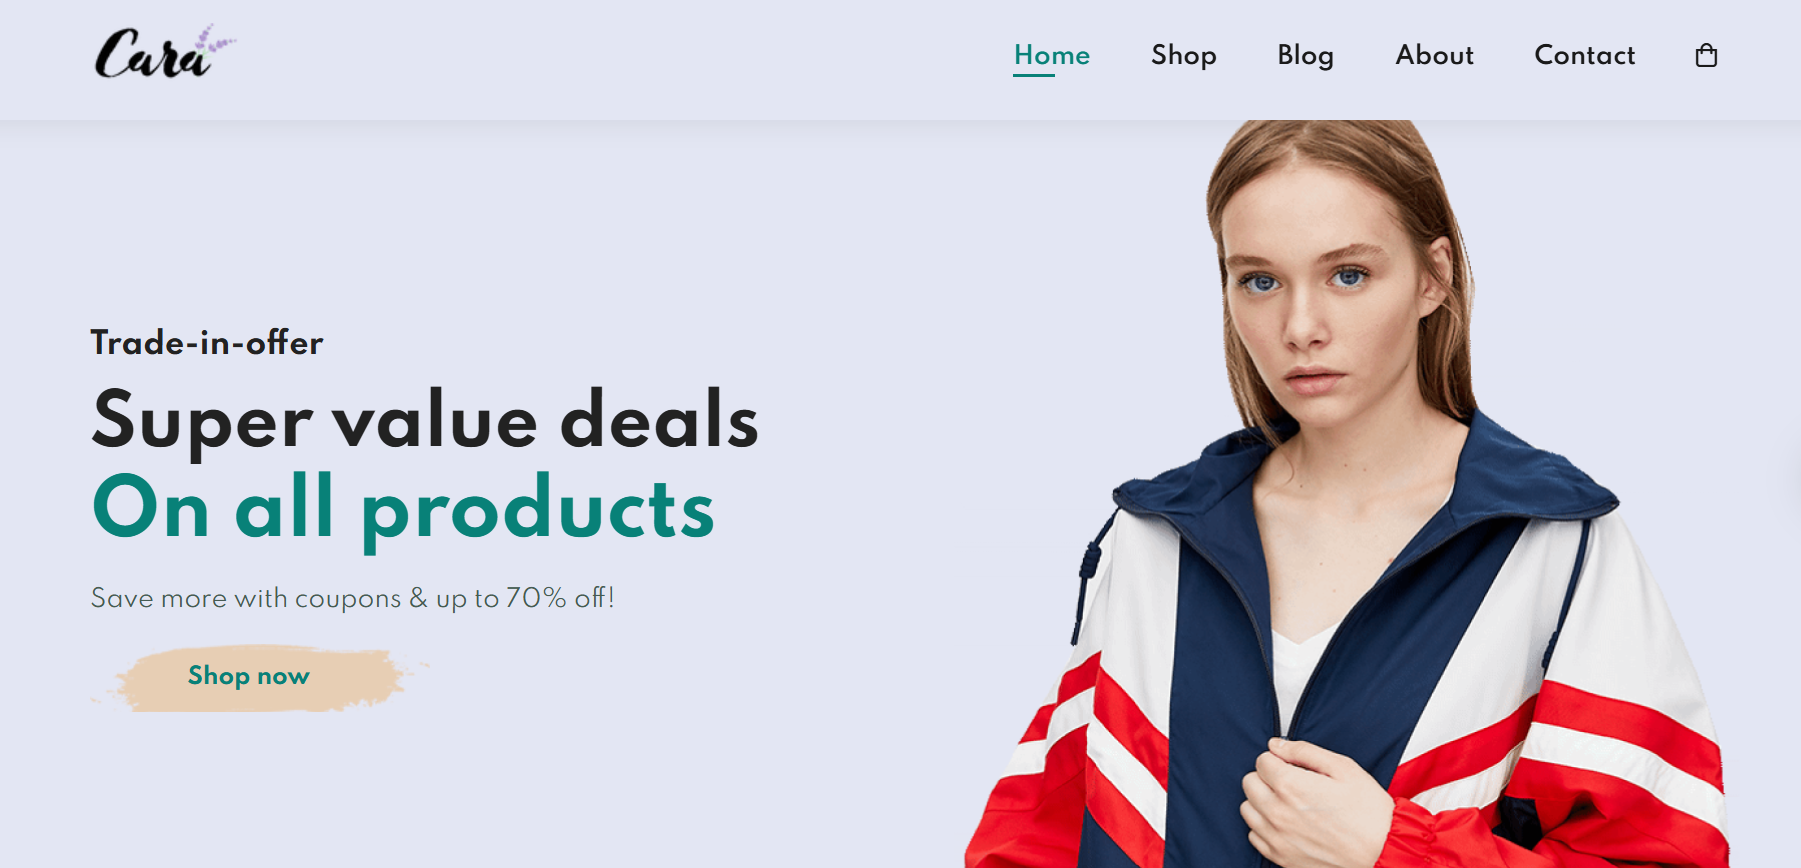 Cara
Home Shop Blog About Contact
Trade-in-offer
Super value deals
On all products
Save more with coupons & up to 70% off!
Shop now